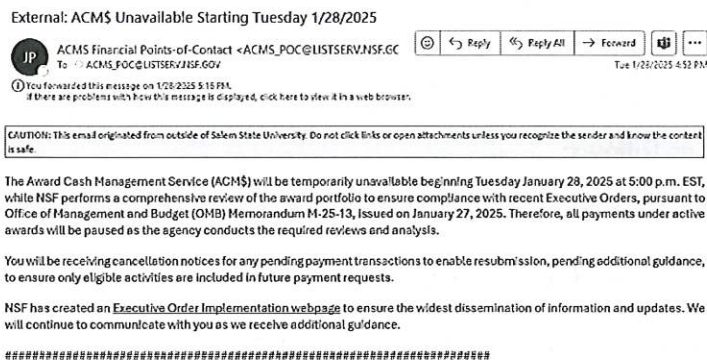 External: ACM$ Unavailable Starting Tuesday 1/28/2025
JP
ACMS Financial Points-of-Contact <ACMS_POC@LISTSERV.NSF.GC
Reply
Reply All
Forward
To ACMS_POC@LISTSERV.NSF.GOV
Tue 1/28/2025 4:52 PM
You forwarded this message on 1/28/2025 5:16 PM.
If there are problems with how this message is displayed, click here to view it in a web browser.
CAUTION: This email originated from outside of Salem State University. Do not click links or open attachments unless you recognize the sender and know the content
is safe.
The Award Cash Management Service (ACM$) will be temporarily unavailable beginning Tuesday January 28, 2025 at 5:00 p.m. EST,
while NSF performs a comprehensive review of the award portfolio to ensure compliance with recent Executive Orders, pursuant to
Office of Management and Budget (OMB) Memorandum M-25-13, issued on January 27, 2025. Therefore, all payments under active
awards will be paused as the agency conducts the required reviews and analysis.
You will be receiving cancellation notices for any pending payment transactions to enable resubmission, pending additional guidance,
to ensure only eligible activities are included in future payment requests.
NSF has created an Executive Order Implementation webpage to ensure the widest dissemination of information and updates. We
will continue to communicate with you as we receive additional guidance.
######################################################################